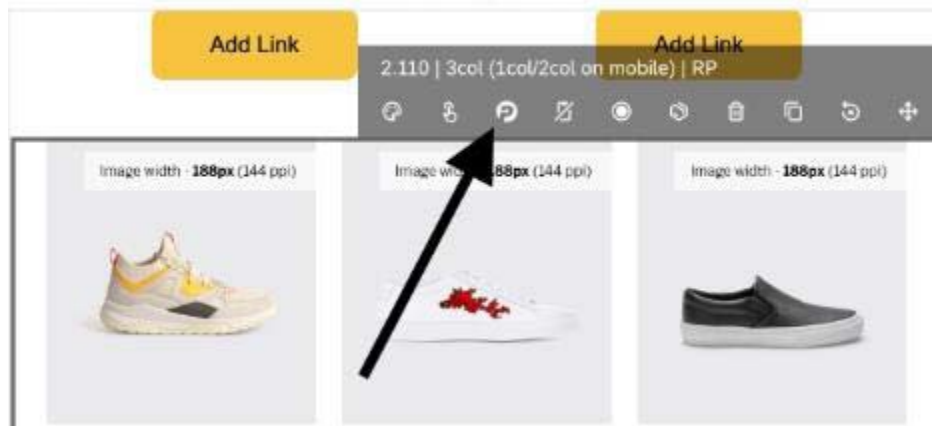 Add Link
Add Link
2.110 | 3col (1col/2col on mobile) | RP
Image width - 188px (144 ppi)
Image 88px (144 ppi)
Image width - 188px (144 ppi)